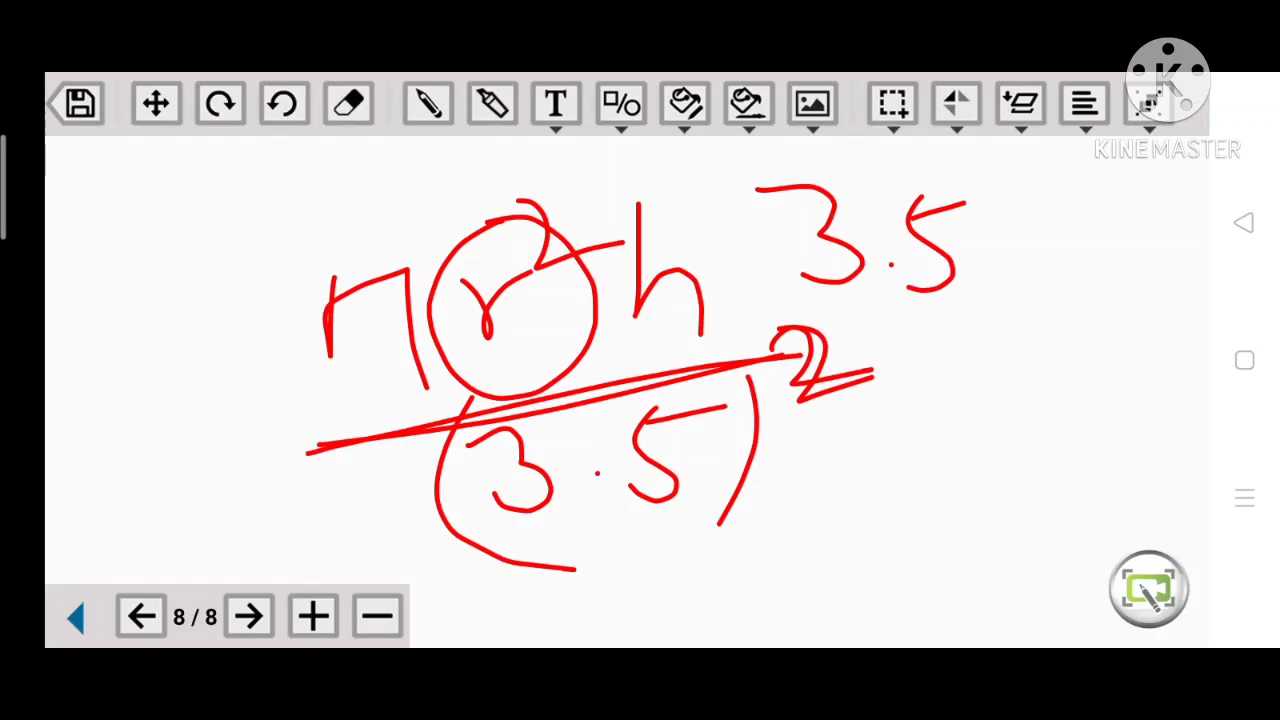 πr²h 3.5
(3.5)²
8/8
T
K
KINEMASTER